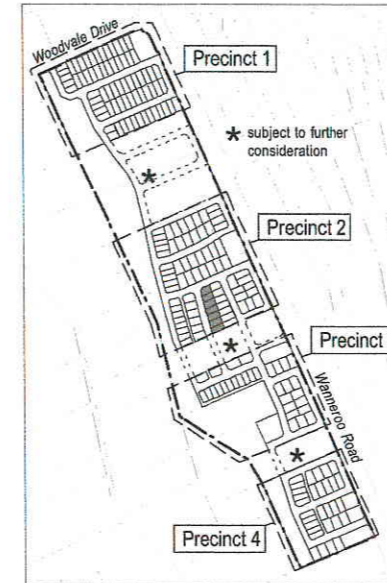 Woodvale Drive
Precinct 1
* subject to further
consideration
*
Precinct 2
*
Precinct
Wanneroo Road
*
Precinct 4